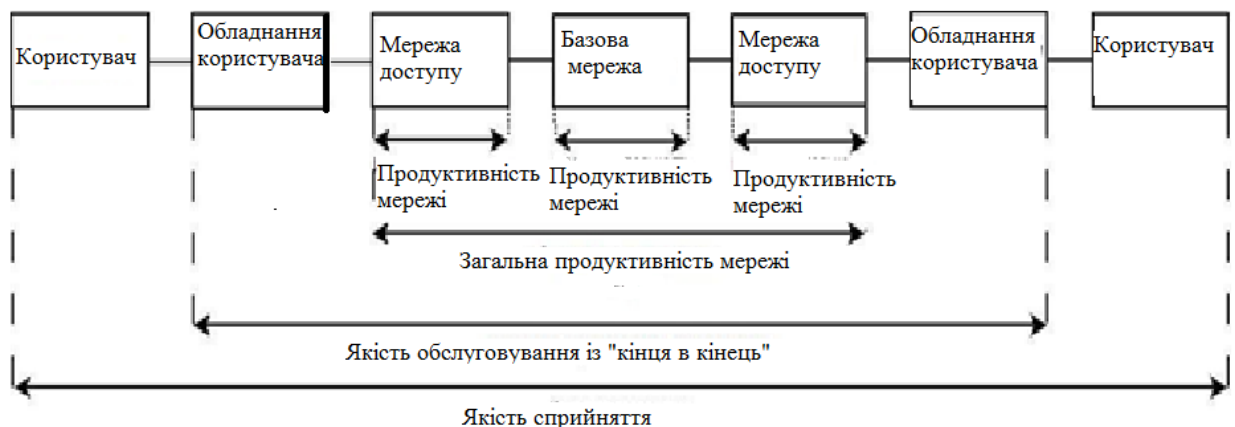 Користувач
Обладнання
користувача
Мережа
доступу
Базова
мережа
Мережа
доступу
Обладнання
користувача
Користувач
Продуктивність
мережі
Продуктивність
мережі
Продуктивність
мережі
Загальна продуктивність мережі
Якість обслуговування із "кінця в кінець"
Якість сприйняття